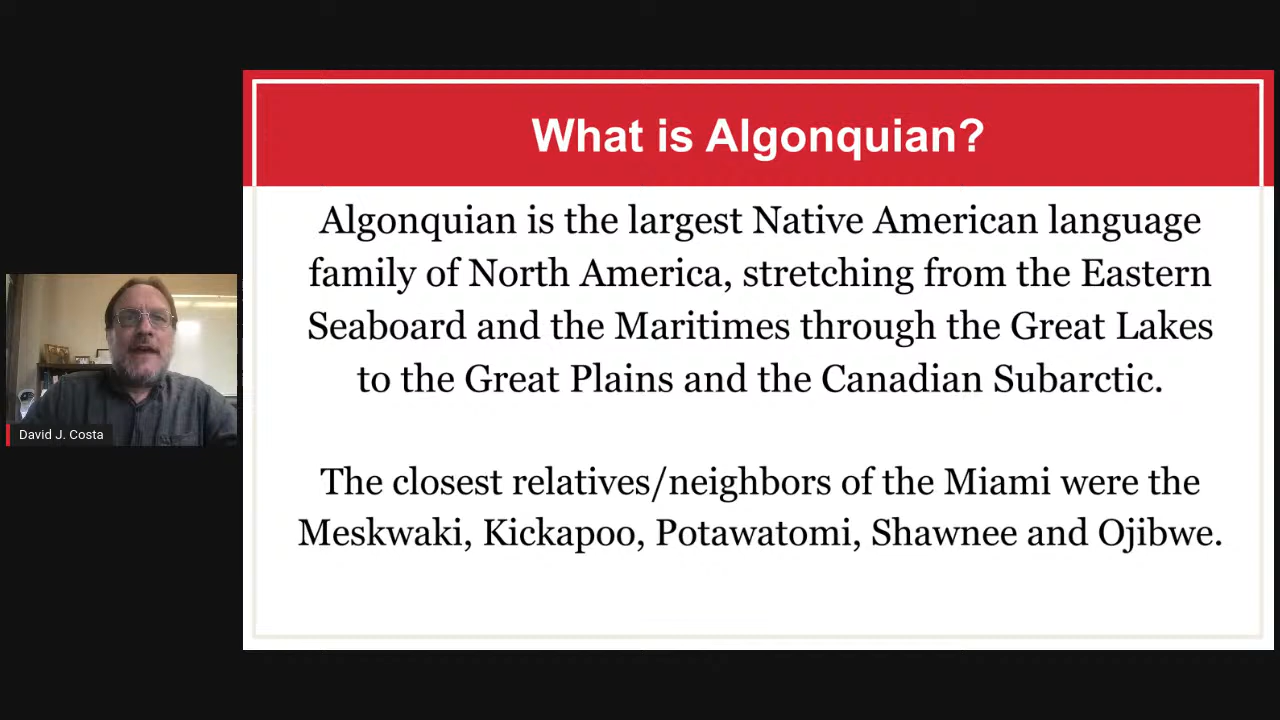 What is Algonquian?
Algonquian is the largest Native American language
family of North America, stretching from the Eastern
Seaboard and the Maritimes through the Great Lakes
to the Great Plains and the Canadian Subarctic.
The closest relatives/neighbors of the Miami were the
Meskwaki, Kickapoo, Potawatomi, Shawnee and Ojibwe.
David J. Costa